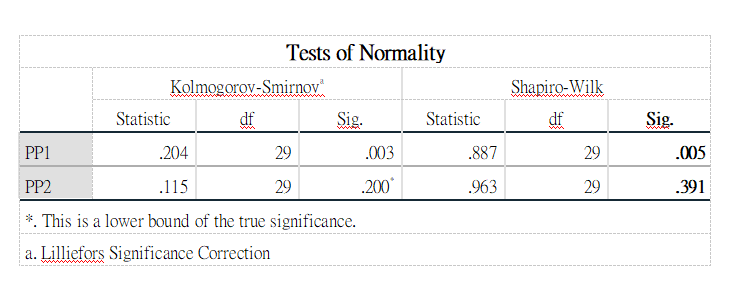 Tests of Normality
Kolmogorov-Smirnovª Shapiro-Wilk
Statistic df Sig. Statistic df Sig.
PP1 .204 29 .003 .887 29 .005
PP2 .115 29 .200* .963 29 .391
*. This is a lower bound of the true significance.
a. Lilliefors Significance Correction